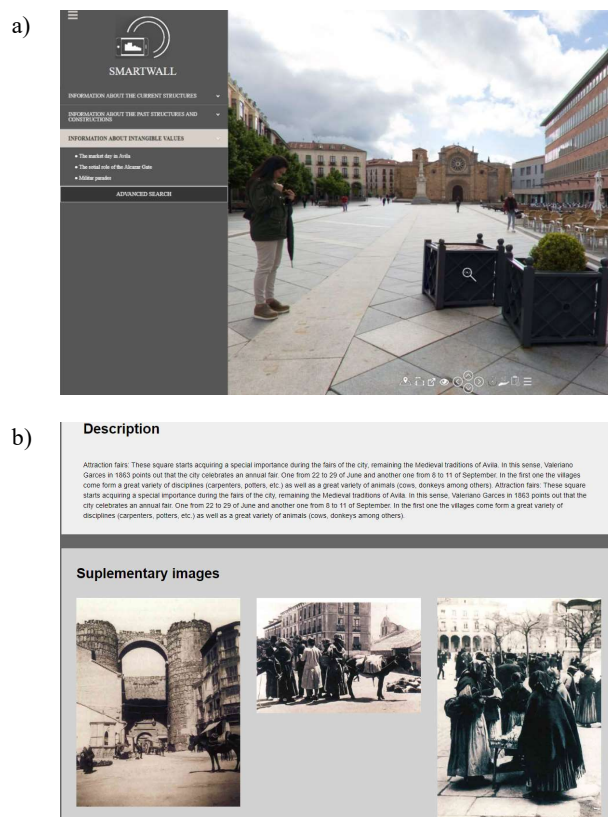 a)
SMARTWALL
INFORMATION ABOUT THE CURRENT STRUCTURES
INFORMATION ABOUT THE PAST STRUCTURES AND
CONSTRUCTIONS
INFORMATION ABOUT INTANGIBLE VALUES
• The market day in Avila
• The retial role of the Alcazar Gate
• Militar parades
ADVANCED SEARCH
b)
Description
Attraction fairs: These square starts acquiring a special importance during the fairs of the city, remaining the Medieval traditions of Avila. In this sense, Valeriano
Garces in 1863 points out that the city celebrates an annual fair. One from 22 to 29 of June and another one from 8 to 11 of September. In the first one the villages
come form a great variety of disciplines (carpenters, potters, etc.) as well as a great variety of animals (cows, donkeys among others). Attraction fairs: These square
starts acquiring a special importance during the fairs of the city, remaining the Medieval traditions of Avila. In this sense, Valeriano Garces in 1863 points out that the
city celebrates an annual fair. One from 22 to 29 of June and another one from 8 to 11 of September. In the first one the villages come form a great variety of
disciplines (carpenters, potters, etc.) as well as a great variety of animals (cows, donkeys among others).
Suplementary images